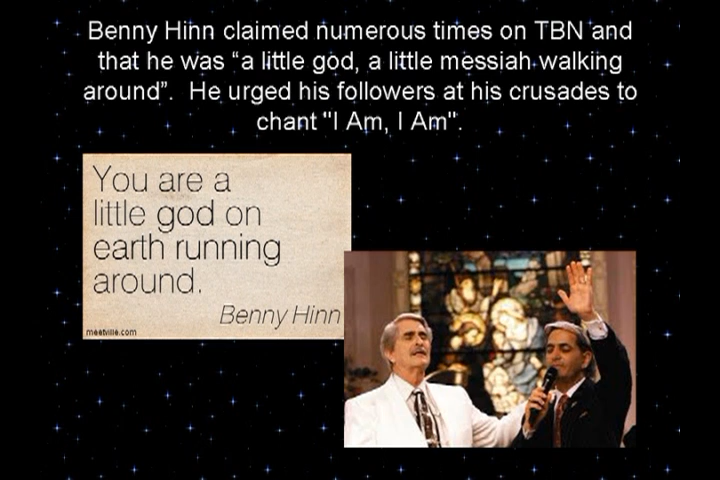 Benny Hinn claimed numerous times on TBN and
that he was “a little god, a little messiah walking
around”.  He urged his followers at his crusades to
chant "I Am, I Am".
You are a
little god on
earth running
around.
Benny Hinn
meetville.com